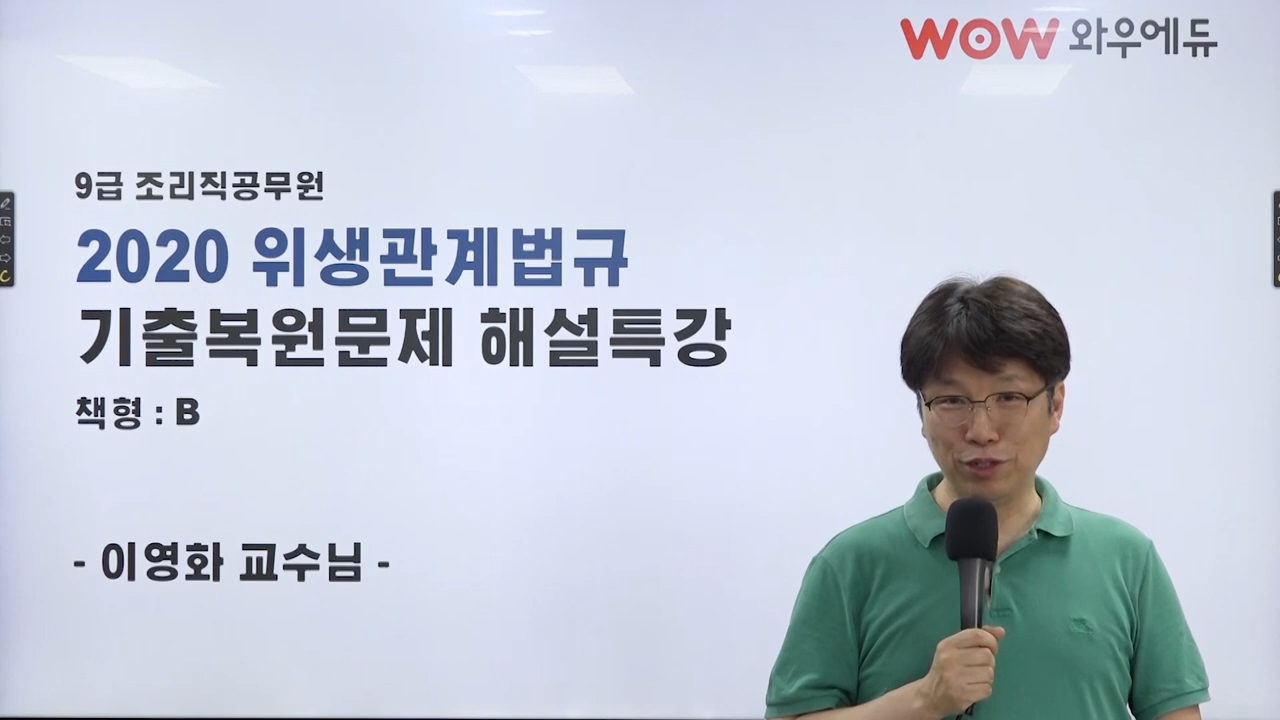 WOW 와우에듀
9급 조리직공무원
2020 위생관계법규
기출복원문제 해설특강
책형 : B
- 이영화 교수님 -